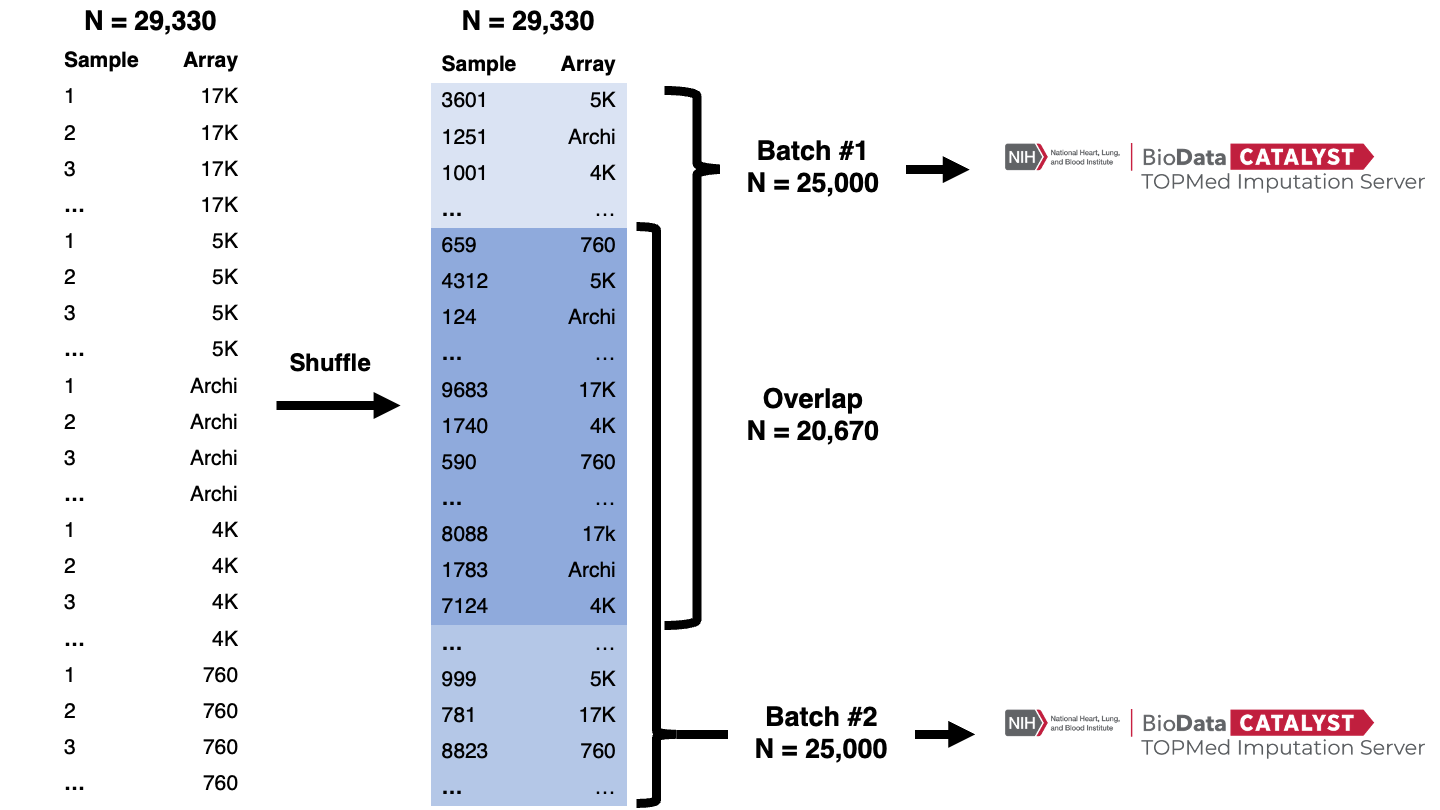 N = 29,330
Sample Array
1 17K
2 17K
3 17K
... 17K
1 5K
2 5K
3 5K
... 5K
1 Archi
2 Archi
3 Archi
... Archi
1 4K
2 4K
3 4K
... 4K
1 760
2 760
3 760
... 760
Shuffle
N = 29,330
Sample Array
3601 5K
1251 Archi
1001 4K
... ...
659 760
4312 5K
124 Archi
... ...
9683 17K
1740 4K
590 760
... ...
8088 17k
1783 Archi
7124 4K
... ...
999 5K
781 17K
8823 760
... ...
Batch #1
N = 25,000
NIH National Heart, Lung,
and Blood Institute
BioData CATALYST
TOPMed Imputation Server
Overlap
N = 20,670
Batch #2
N = 25,000
NIH National Heart, Lung,
and Blood Institute
BioData CATALYST
TOPMed Imputation Server